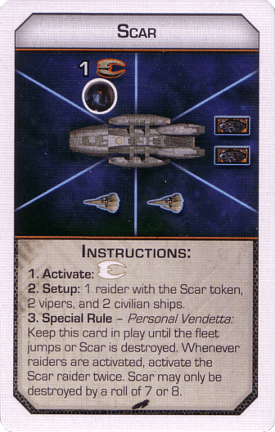 Scar
1
Instructions:
1. Activate:
2. Setup: 1 raider with the Scar token,
2 vipers, and 2 civilian ships.
3. Special Rule – Personal Vendetta:
Keep this card in play until the fleet
jumps or Scar is destroyed. Whenever
raiders are activated, activate the
Scar raider twice. Scar may only be
destroyed by a roll of 7 or 8.